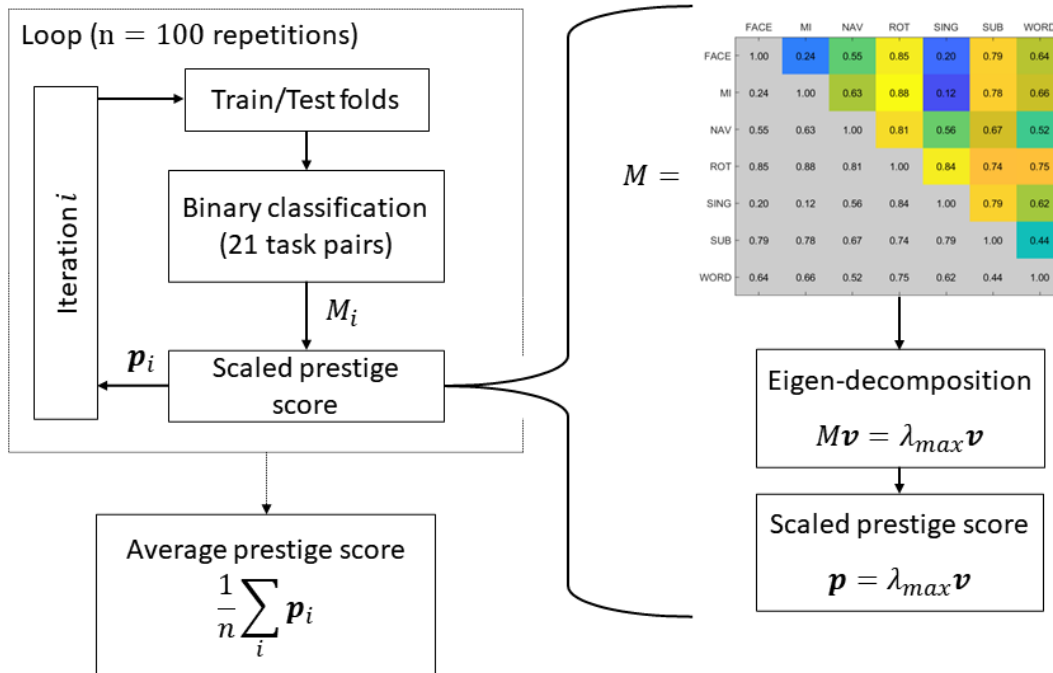 Loop (n = 100 repetitions)
Train/Test folds
Binary classification
(21 task pairs)
Iteration i
M_i
p_i
Scaled prestige
score
Average prestige score
1/n ∑_i p_i
M =
FACE MI NAV ROT SING SUB WORD
FACE 1.00 0.24 0.55 0.85 0.20 0.79 0.64
MI 0.24 1.00 0.63 0.88 0.12 0.78 0.66
NAV 0.55 0.63 1.00 0.81 0.56 0.67 0.52
ROT 0.85 0.88 0.81 1.00 0.84 0.74 0.75
SING 0.20 0.12 0.56 0.84 1.00 0.79 0.62
SUB 0.79 0.78 0.67 0.74 0.79 1.00 0.44
WORD 0.64 0.66 0.52 0.75 0.62 0.44 1.00
Eigen-decomposition
Mv = λ_max v
Scaled prestige score
p = λ_max v